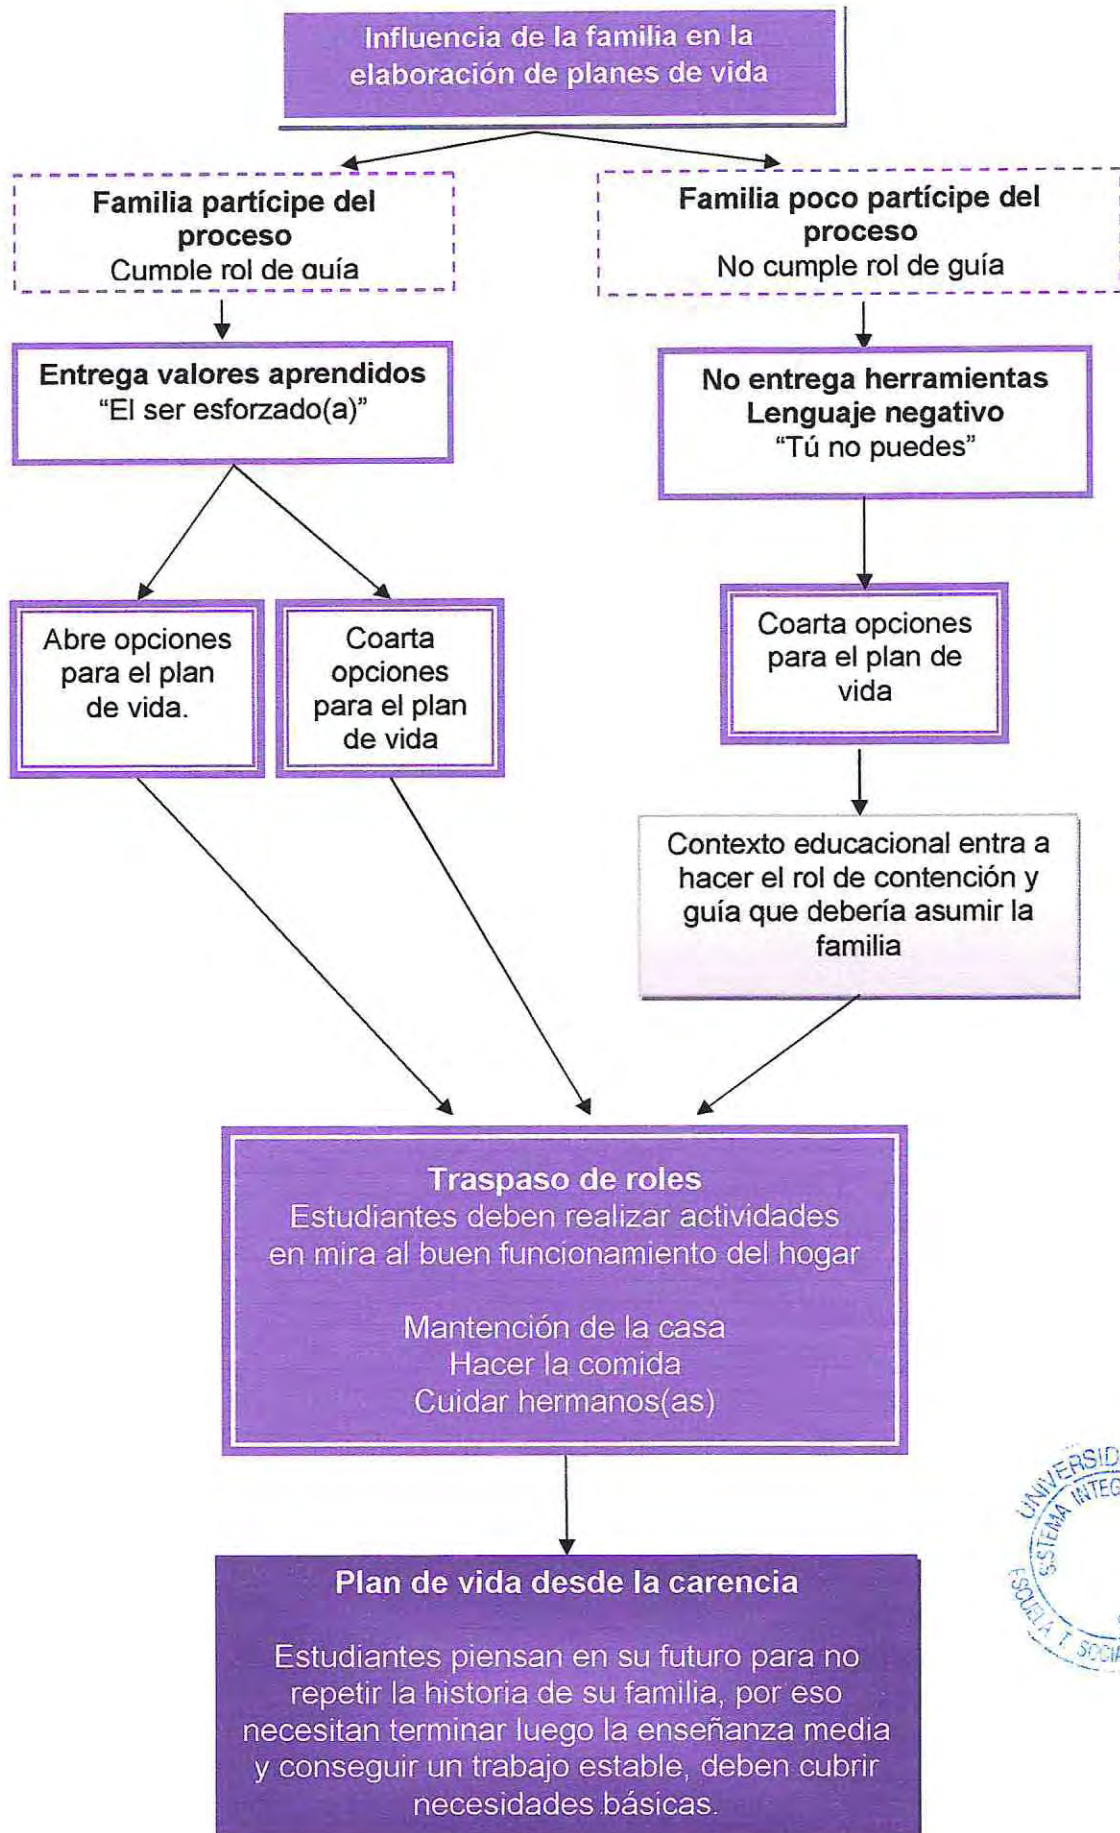 Influencia de la familia en la
elaboración de planes de vida
Familia partícipe del
proceso
Cumple rol de guía
Familia poco partícipe del
proceso
No cumple rol de guía
Entrega valores aprendidos
“El ser esforzado(a)”
No entrega herramientas
Lenguaje negativo
“Tú no puedes”
Abre opciones
para el plan
de vida.
Coarta
opciones
para el plan
de vida
Coarta opciones
para el plan de
vida
Contexto educacional entra a
hacer el rol de contención y
guía que debería asumir la
familia
Traspaso de roles
Estudiantes deben realizar actividades
en mira al buen funcionamiento del hogar
Mantención de la casa
Hacer la comida
Cuidar hermanos(as)
Plan de vida desde la carencia
Estudiantes piensan en su futuro para no
repetir la historia de su familia, por eso
necesitan terminar luego la enseñanza media
y conseguir un trabajo estable, deben cubrir
necesidades básicas.
UNIVERSID
SISTEMA INTEG
ESCUELA T. SOCIA